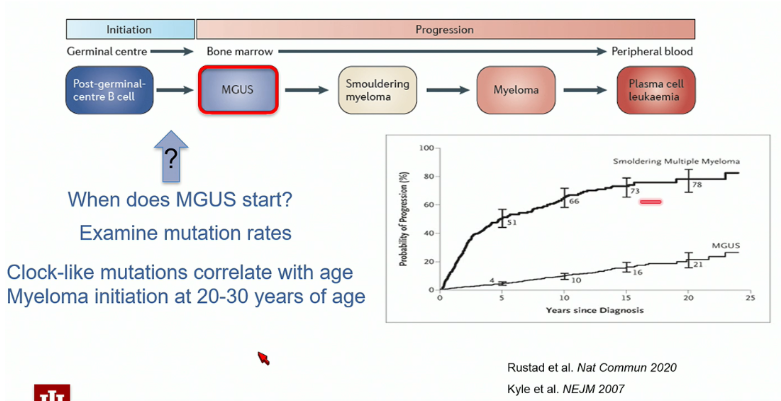 Initiation
Progression
Germinal centre
Bone marrow
Peripheral blood
Post-germinal-
centre B cell
MGUS
Smouldering
myeloma
Myeloma
Plasma cell
leukaemia
?
When does MGUS start?
Examine mutation rates
Clock-like mutations correlate with age
Myeloma initiation at 20-30 years of age
Probability of Progression (%)
100
80
60
40
20
0
Smoldering Multiple Myeloma
51
66
73
78
MGUS
4
10
16
21
0
5
10
15
20
25
Years since Diagnosis
Rustad et al. Nat Commun 2020
Kyle et al. NEJM 2007